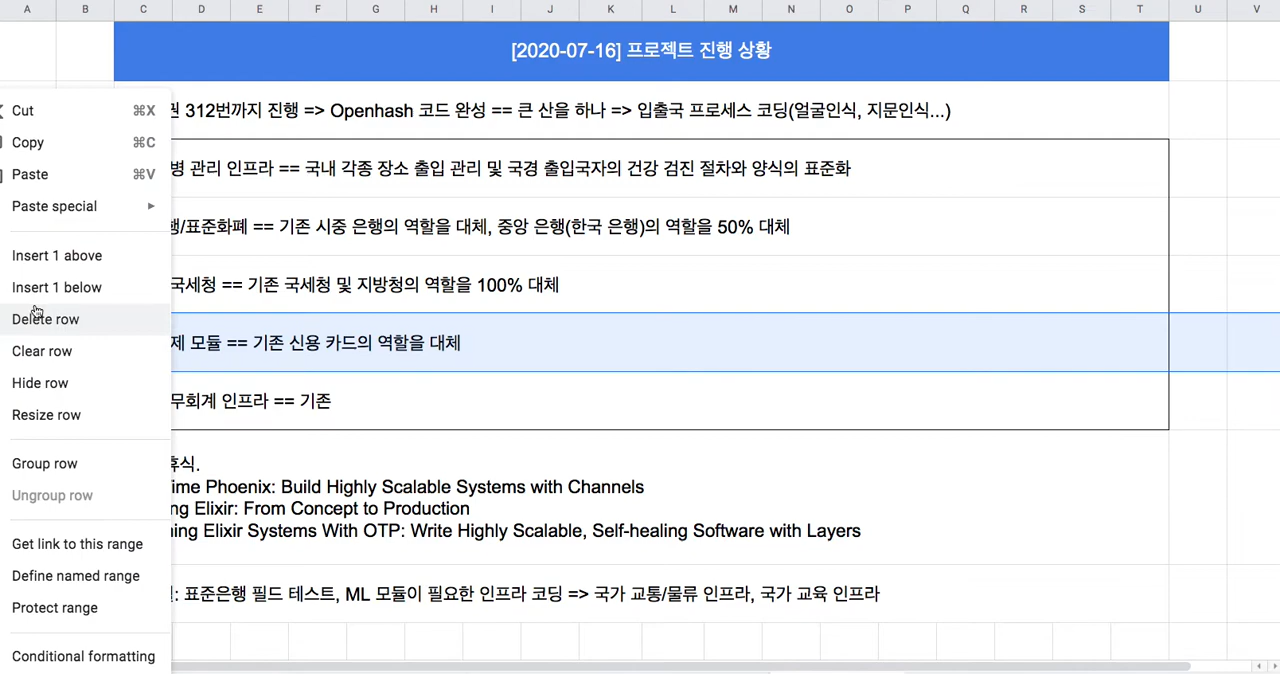 A B C D E F G H I J K L M N O P Q R S T U V
[2020-07-16] 프로젝트 진행 상황
312번까지 진행 => Openhash 코드 완성 == 큰 산을 하나 => 입출국 프로세스 코딩(얼굴인식, 지문인식...)
병 관리 인프라 == 국내 각종 장소 출입 관리 및 국경 출입국자의 건강 검진 절차와 양식의 표준화
행/표준화폐 == 기존 시중 은행의 역할을 대체, 중앙 은행(한국 은행)의 역할을 50% 대체
국세청 == 기존 국세청 및 지방청의 역할을 100% 대체
제 모듈 == 기존 신용 카드의 역할을 대체
무회계 인프라 == 기존
휴식.
ime Phoenix: Build Highly Scalable Systems with Channels
ng Elixir: From Concept to Production
ning Elixir Systems With OTP: Write Highly Scalable, Self-healing Software with Layers
: 표준은행 필드 테스트, ML 모듈이 필요한 인프라 코딩 => 국가 교통/물류 인프라, 국가 교육 인프라
Cut ⌘X
Copy ⌘C
Paste ⌘V
Paste special
Insert 1 above
Insert 1 below
Delete row
Clear row
Hide row
Resize row
Group row
Ungroup row
Get link to this range
Define named range
Protect range
Conditional formatting